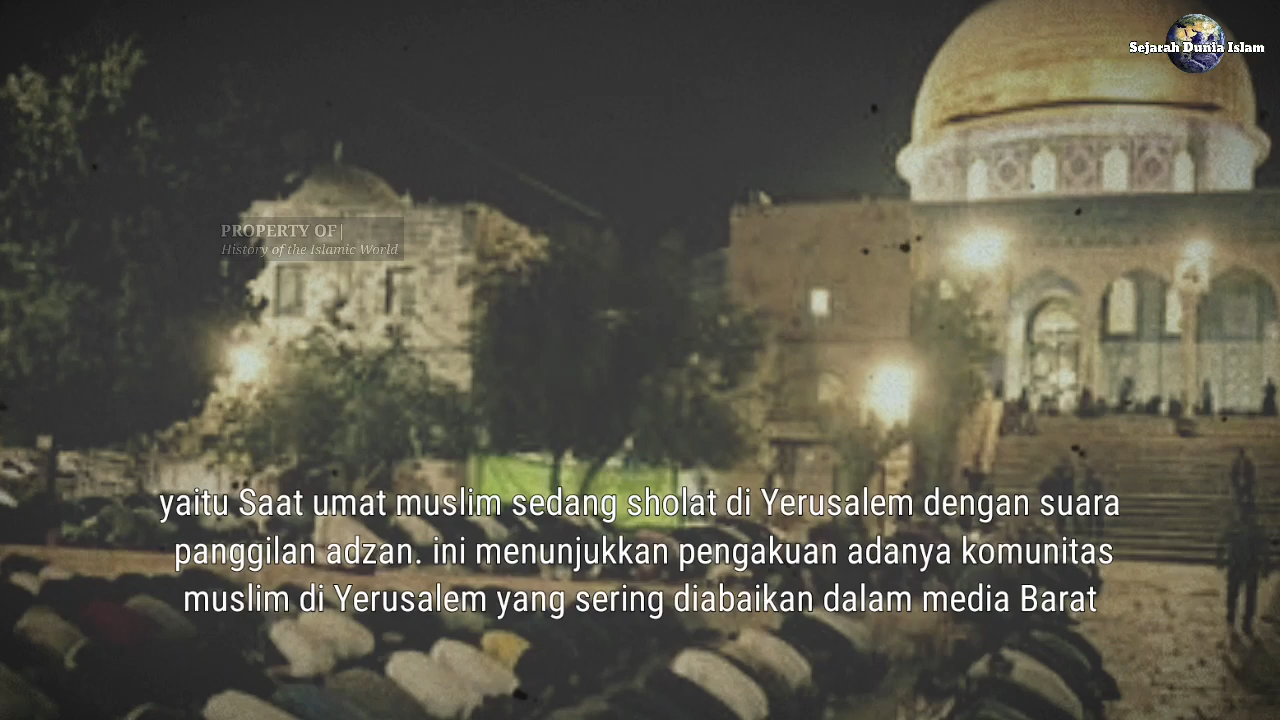 Sejarah Dunia Islam
PROPERTY OF
History of the Islamic World
yaitu Saat umat muslim sedang sholat di Yerusalem dengan suara
panggilan adzan. ini menunjukkan pengakuan adanya komunitas
muslim di Yerusalem yang sering diabaikan dalam media Barat